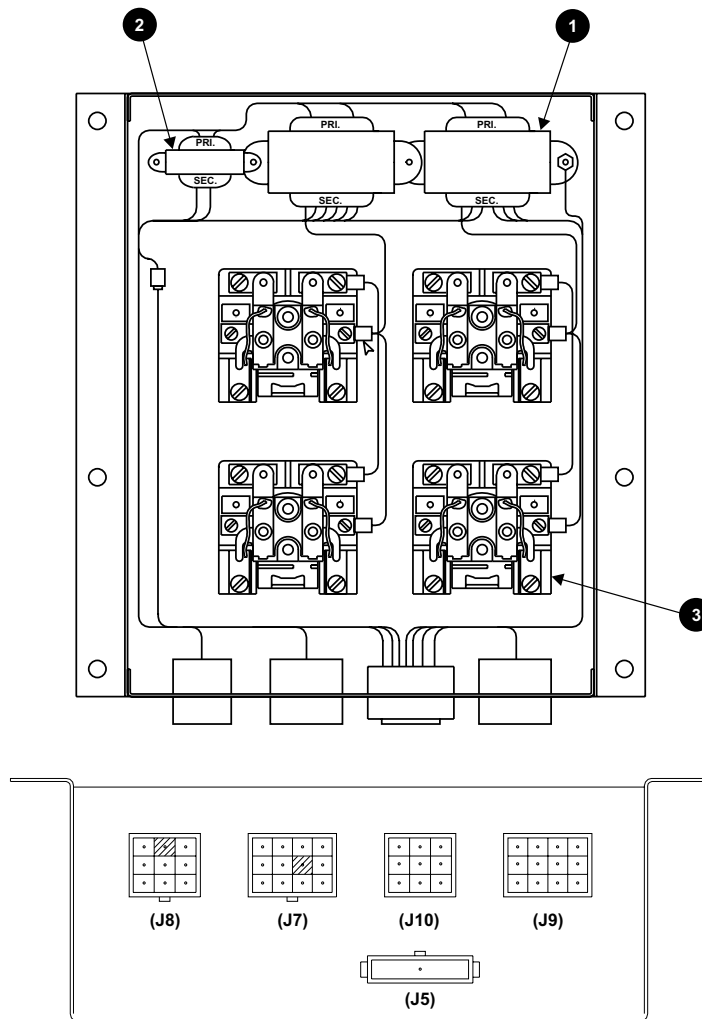 2
1
PRI.
PRI.
PRI.
SEC.
SEC.
SEC.
3
(J8)
(J7)
(J10)
(J9)
(J5)